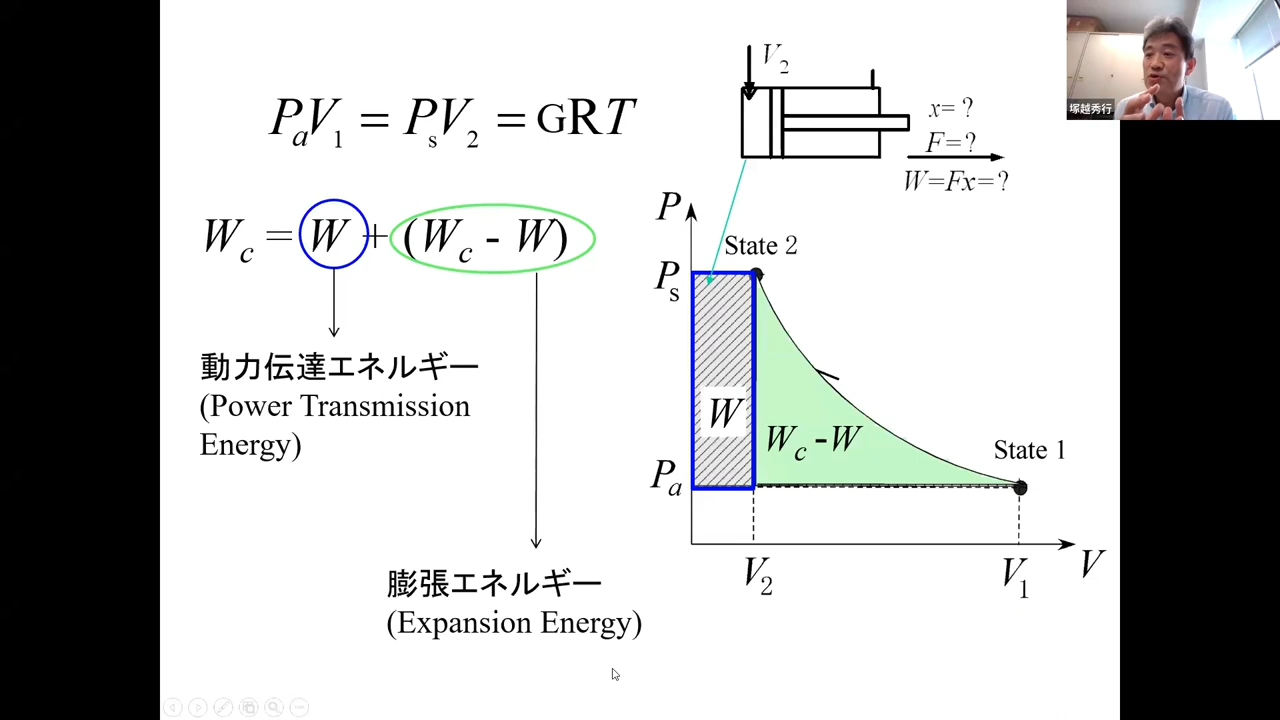 PaV1 = PsV2 = GRT
Wc = W + (Wc - W)
動力伝達エネルギー
(Power Transmission
Energy)
膨張エネルギー
(Expansion Energy)
V2
x=?
F=?
W=Fx=?
P
State 2
Ps
W
Wc-W
State 1
Pa
V2
V1
V
塚越秀行